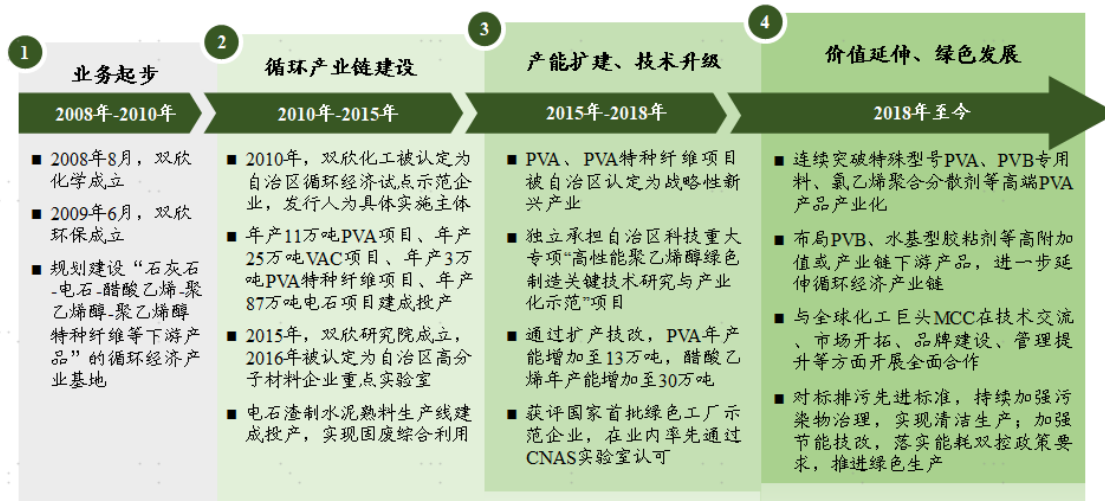 1
业务起步
2008年-2010年
■ 2008年8月，双欣
化学成立
■ 2009年6月，双欣
环保成立
■ 规划建设“石灰石
-电石-醋酸乙烯-聚
乙烯醇-聚乙烯醇
特种纤维等下游产
品”的循环经济产
业基地
2
循环产业链建设
2010年-2015年
■ 2010年，双欣化工被认定为
自治区循环经济试点示范企
业，发行人为具体实施主体
■ 年产11万吨PVA项目、年产
25万吨VAC项目、年产3万
吨PVA特种纤维项目、年产
87万吨电石项目建成投产
■ 2015年，双欣研究院成立，
2016年被认定为自治区高分
子材料企业重点实验室
■ 电石渣制水泥熟料生产线建
成投产，实现固废综合利用
3
产能扩建、技术升级
2015年-2018年
■ PVA、PVA特种纤维项目
被自治区认定为战略性新
兴产业
■ 独立承担自治区科技重大
专项“高性能聚乙烯醇绿色
制造关键技术研究与产业
化示范”项目
■ 通过扩产技改，PVA年产
能增加至13万吨，醋酸乙
烯年产能增加至30万吨
■ 获评国家首批绿色工厂示
范企业，在业内率先通过
CNAS实验室认可
4
价值延伸、绿色发展
2018年至今
■ 连续突破特殊型号PVA、PVB专用
料、氯乙烯聚合分散剂等高端PVA
产品产业化
■ 布局PVB、水基型胶粘剂等高附加
值或产业链下游产品，进一步延
伸循环经济产业链
■ 与全球化工巨头MCC在技术交流
、市场开拓、品牌建设、管理提
升等方面开展全面合作
■ 对标排污先进标准，持续加强污
染物治理，实现清洁生产；加强
节能技改，落实能耗双控政策要
求，推进绿色生产